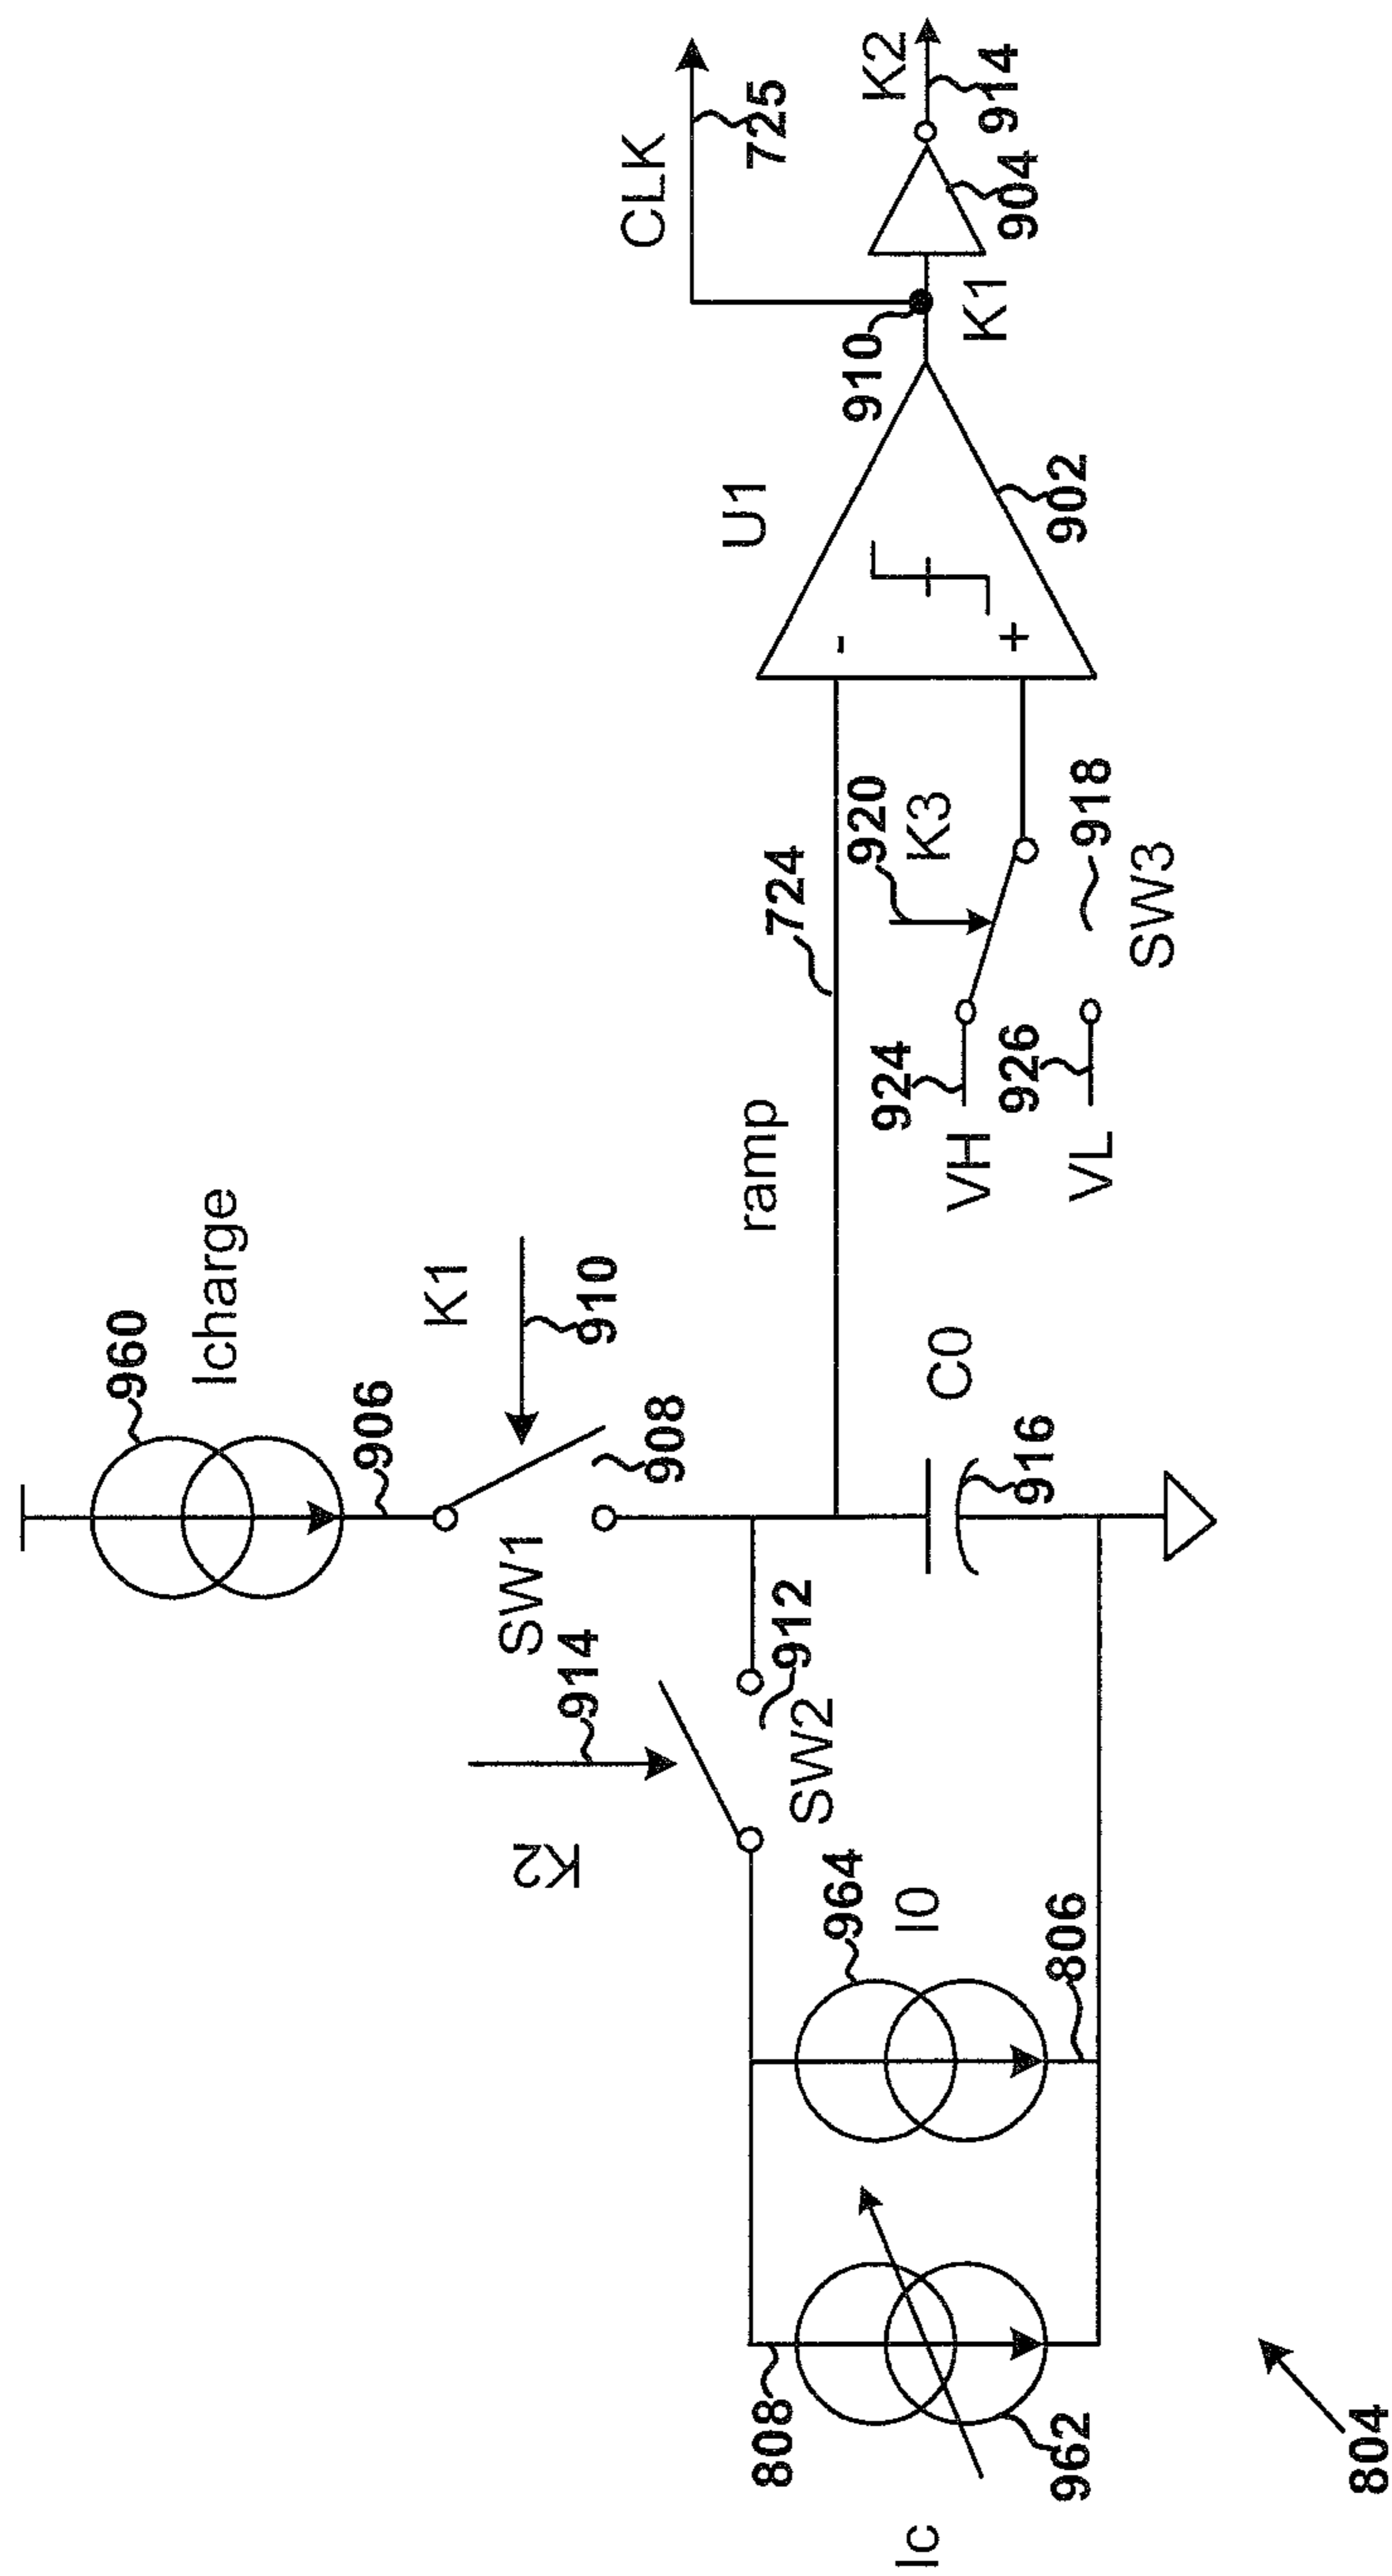 960
Icharge
906
K1
910
SW1
908
K2
914
SW2
912
ramp
724
U1
CLK
725
K2
914
904
910
K1
902
920
K3
924
VH
926
VL
918
SW3
C0
916
964
I0
806
808
962
Ic
804